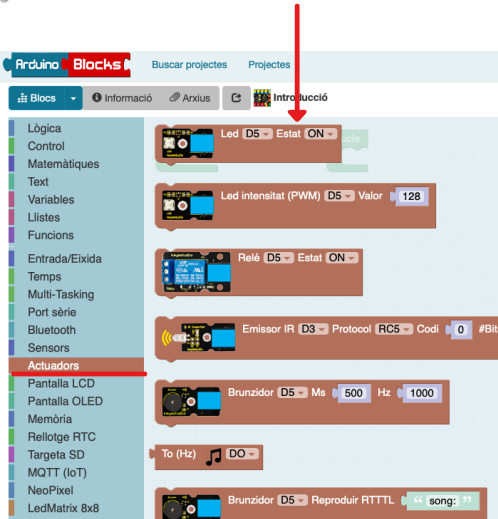 Arduino Blocks
Buscar projectes Projectes
Blocs Informació Arxius Introducció
Lògica
Control
Matemàtiques
Text
Variables
Llistes
Funcions
Entrada/Eixida
Temps
Multi-Tasking
Port sèrie
Bluetooth
Sensors
Actuadors
Pantalla LCD
Pantalla OLED
Memòria
Rellotge RTC
Targeta SD
MQTT (IoT)
NeoPixel
LedMatrix 8x8
Led D5 Estat ON
Led intensitat (PWM) D5 Valor 128
Relé D5 Estat ON
Emissor IR D3 Protocol RC5 Codi 0 #Bit
Brunzidor D5 Ms 500 Hz 1000
To (Hz) DO
Brunzidor D5 Reproduir RTTTL “ song: ”